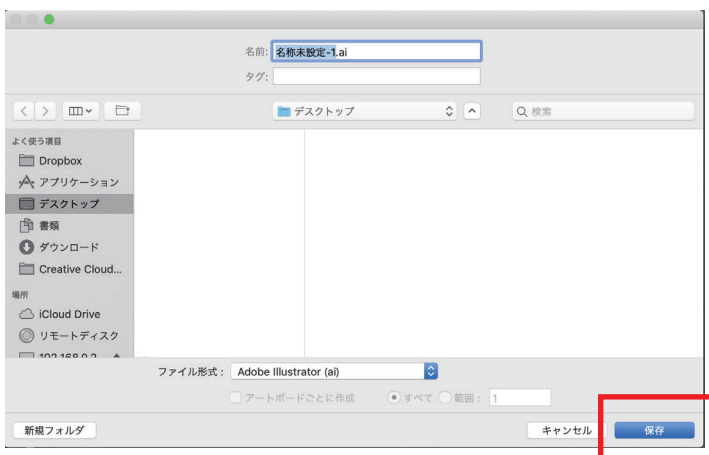 名前: 名称未設定-1.ai
タグ:
デスクトップ
検索
よく使う項目
Dropbox
アプリケーション
デスクトップ
書類
ダウンロード
Creative Cloud...
場所
iCloud Drive
リモートディスク
192.168.0.2
ファイル形式： Adobe Illustrator (ai)
アートボードごとに作成 すべて 範囲： 1
新規フォルダ キャンセル 保存